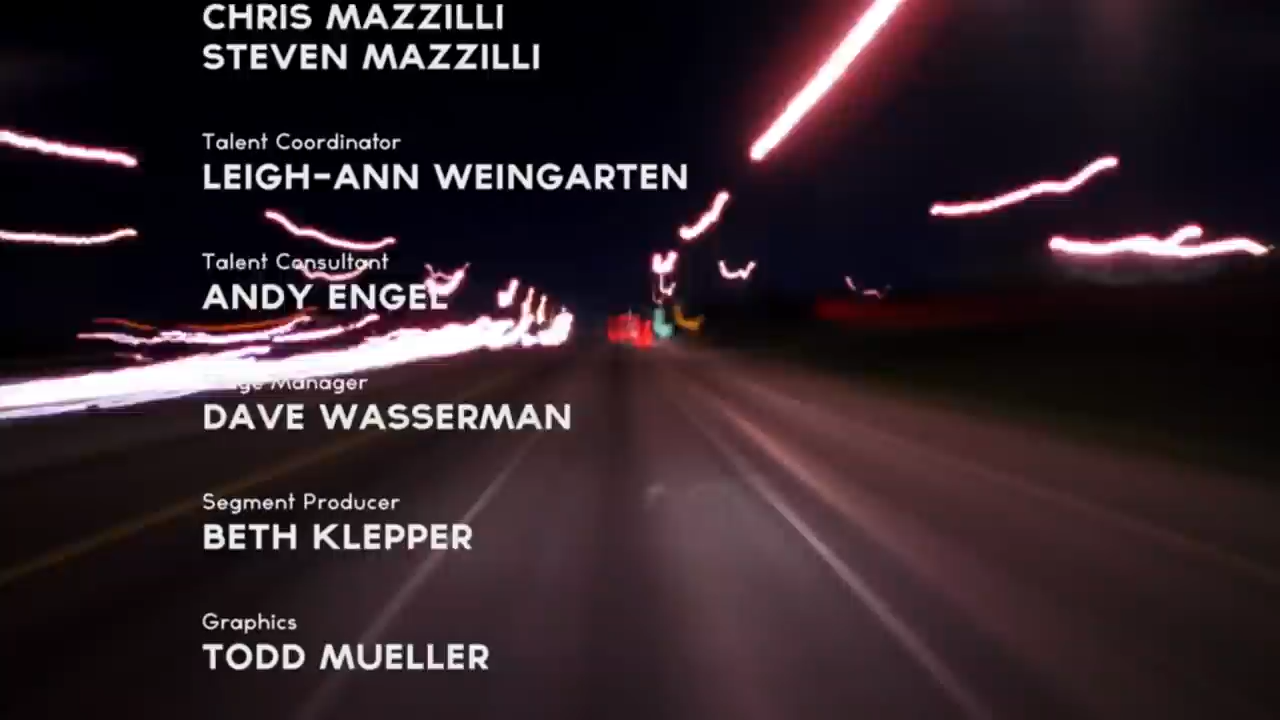 CHRIS MAZZILLI
STEVEN MAZZILLI
Talent Coordinator
LEIGH-ANN WEINGARTEN
Talent Consultant
ANDY ENGEL
Manager
DAVE WASSERMAN
Segment Producer
BETH KLEPPER
Graphics
TODD MUELLER